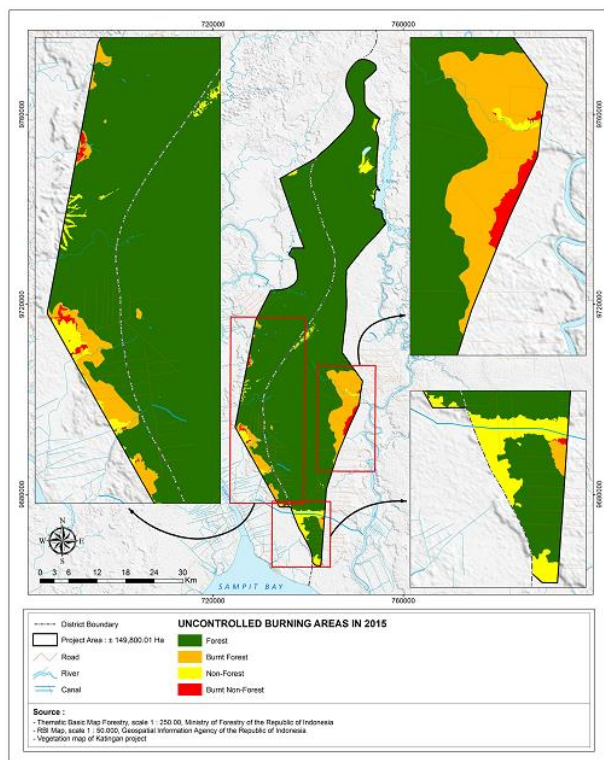 720000
760000
9760000
9760000
9720000
9720000
9680000
9680000
N
W
E
S
0 3 6 12 18 24 30
Km
SAMPIT BAY
720000
760000
District Boundary
Project Area : ± 149,800.01 Ha
Road
River
Canal
UNCONTROLLED BURNING AREAS IN 2015
Forest
Burnt Forest
Non-Forest
Burnt Non-Forest
Source :
- Thematic Basic Map Forestry, scale 1 : 250.00, Ministry of Forestry of the Republic of Indonesia
- RBI Map, scale 1 : 50.000, Geospatial Information Agency of the Republic of Indonesia
- Vegetation map of Katingan project